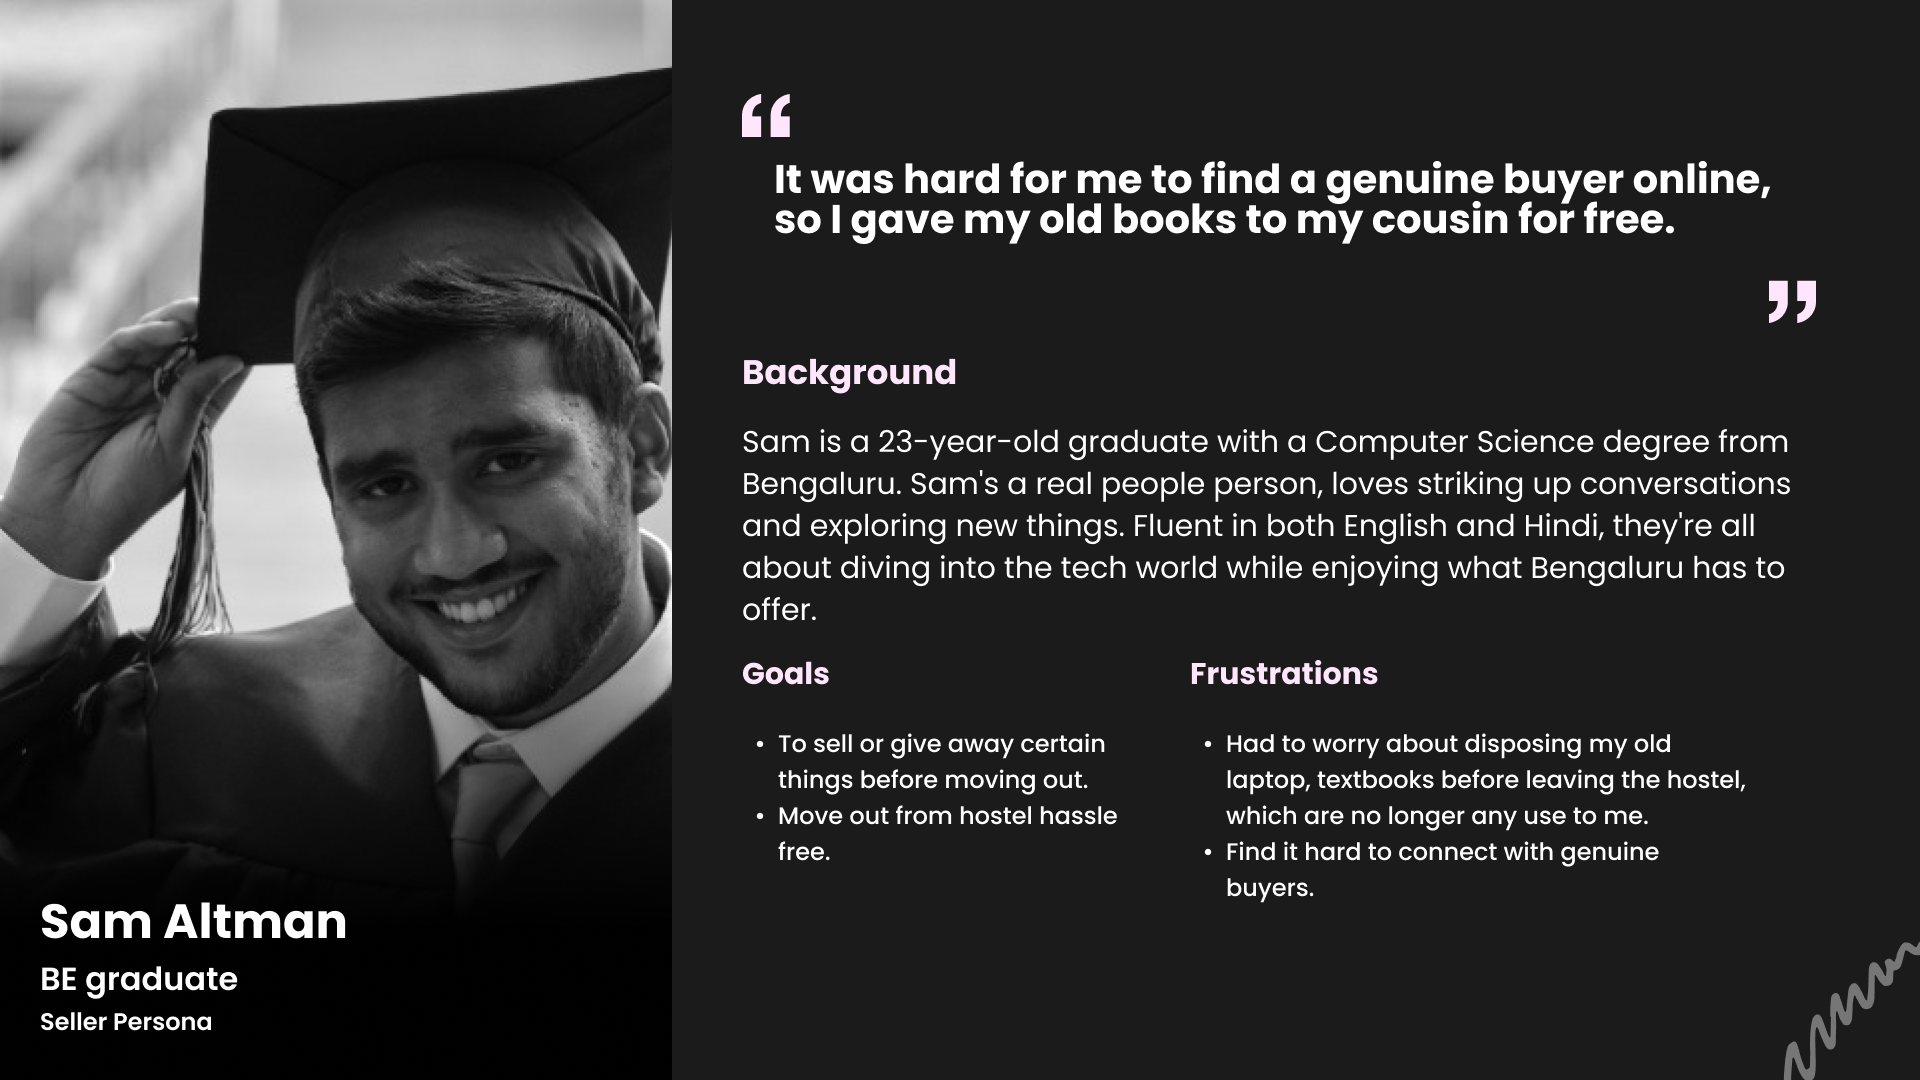 “
It was hard for me to find a genuine buyer online,
so I gave my old books to my cousin for free.
”
Background
Sam is a 23-year-old graduate with a Computer Science degree from
Bengaluru. Sam's a real people person, loves striking up conversations
and exploring new things. Fluent in both English and Hindi, they're all
about diving into the tech world while enjoying what Bengaluru has to
offer.
Goals
• To sell or give away certain
things before moving out.
• Move out from hostel hassle
free.
Frustrations
• Had to worry about disposing my old
laptop, textbooks before leaving the hostel,
which are no longer any use to me.
• Find it hard to connect with genuine
buyers.
Sam Altman
BE graduate
Seller Persona